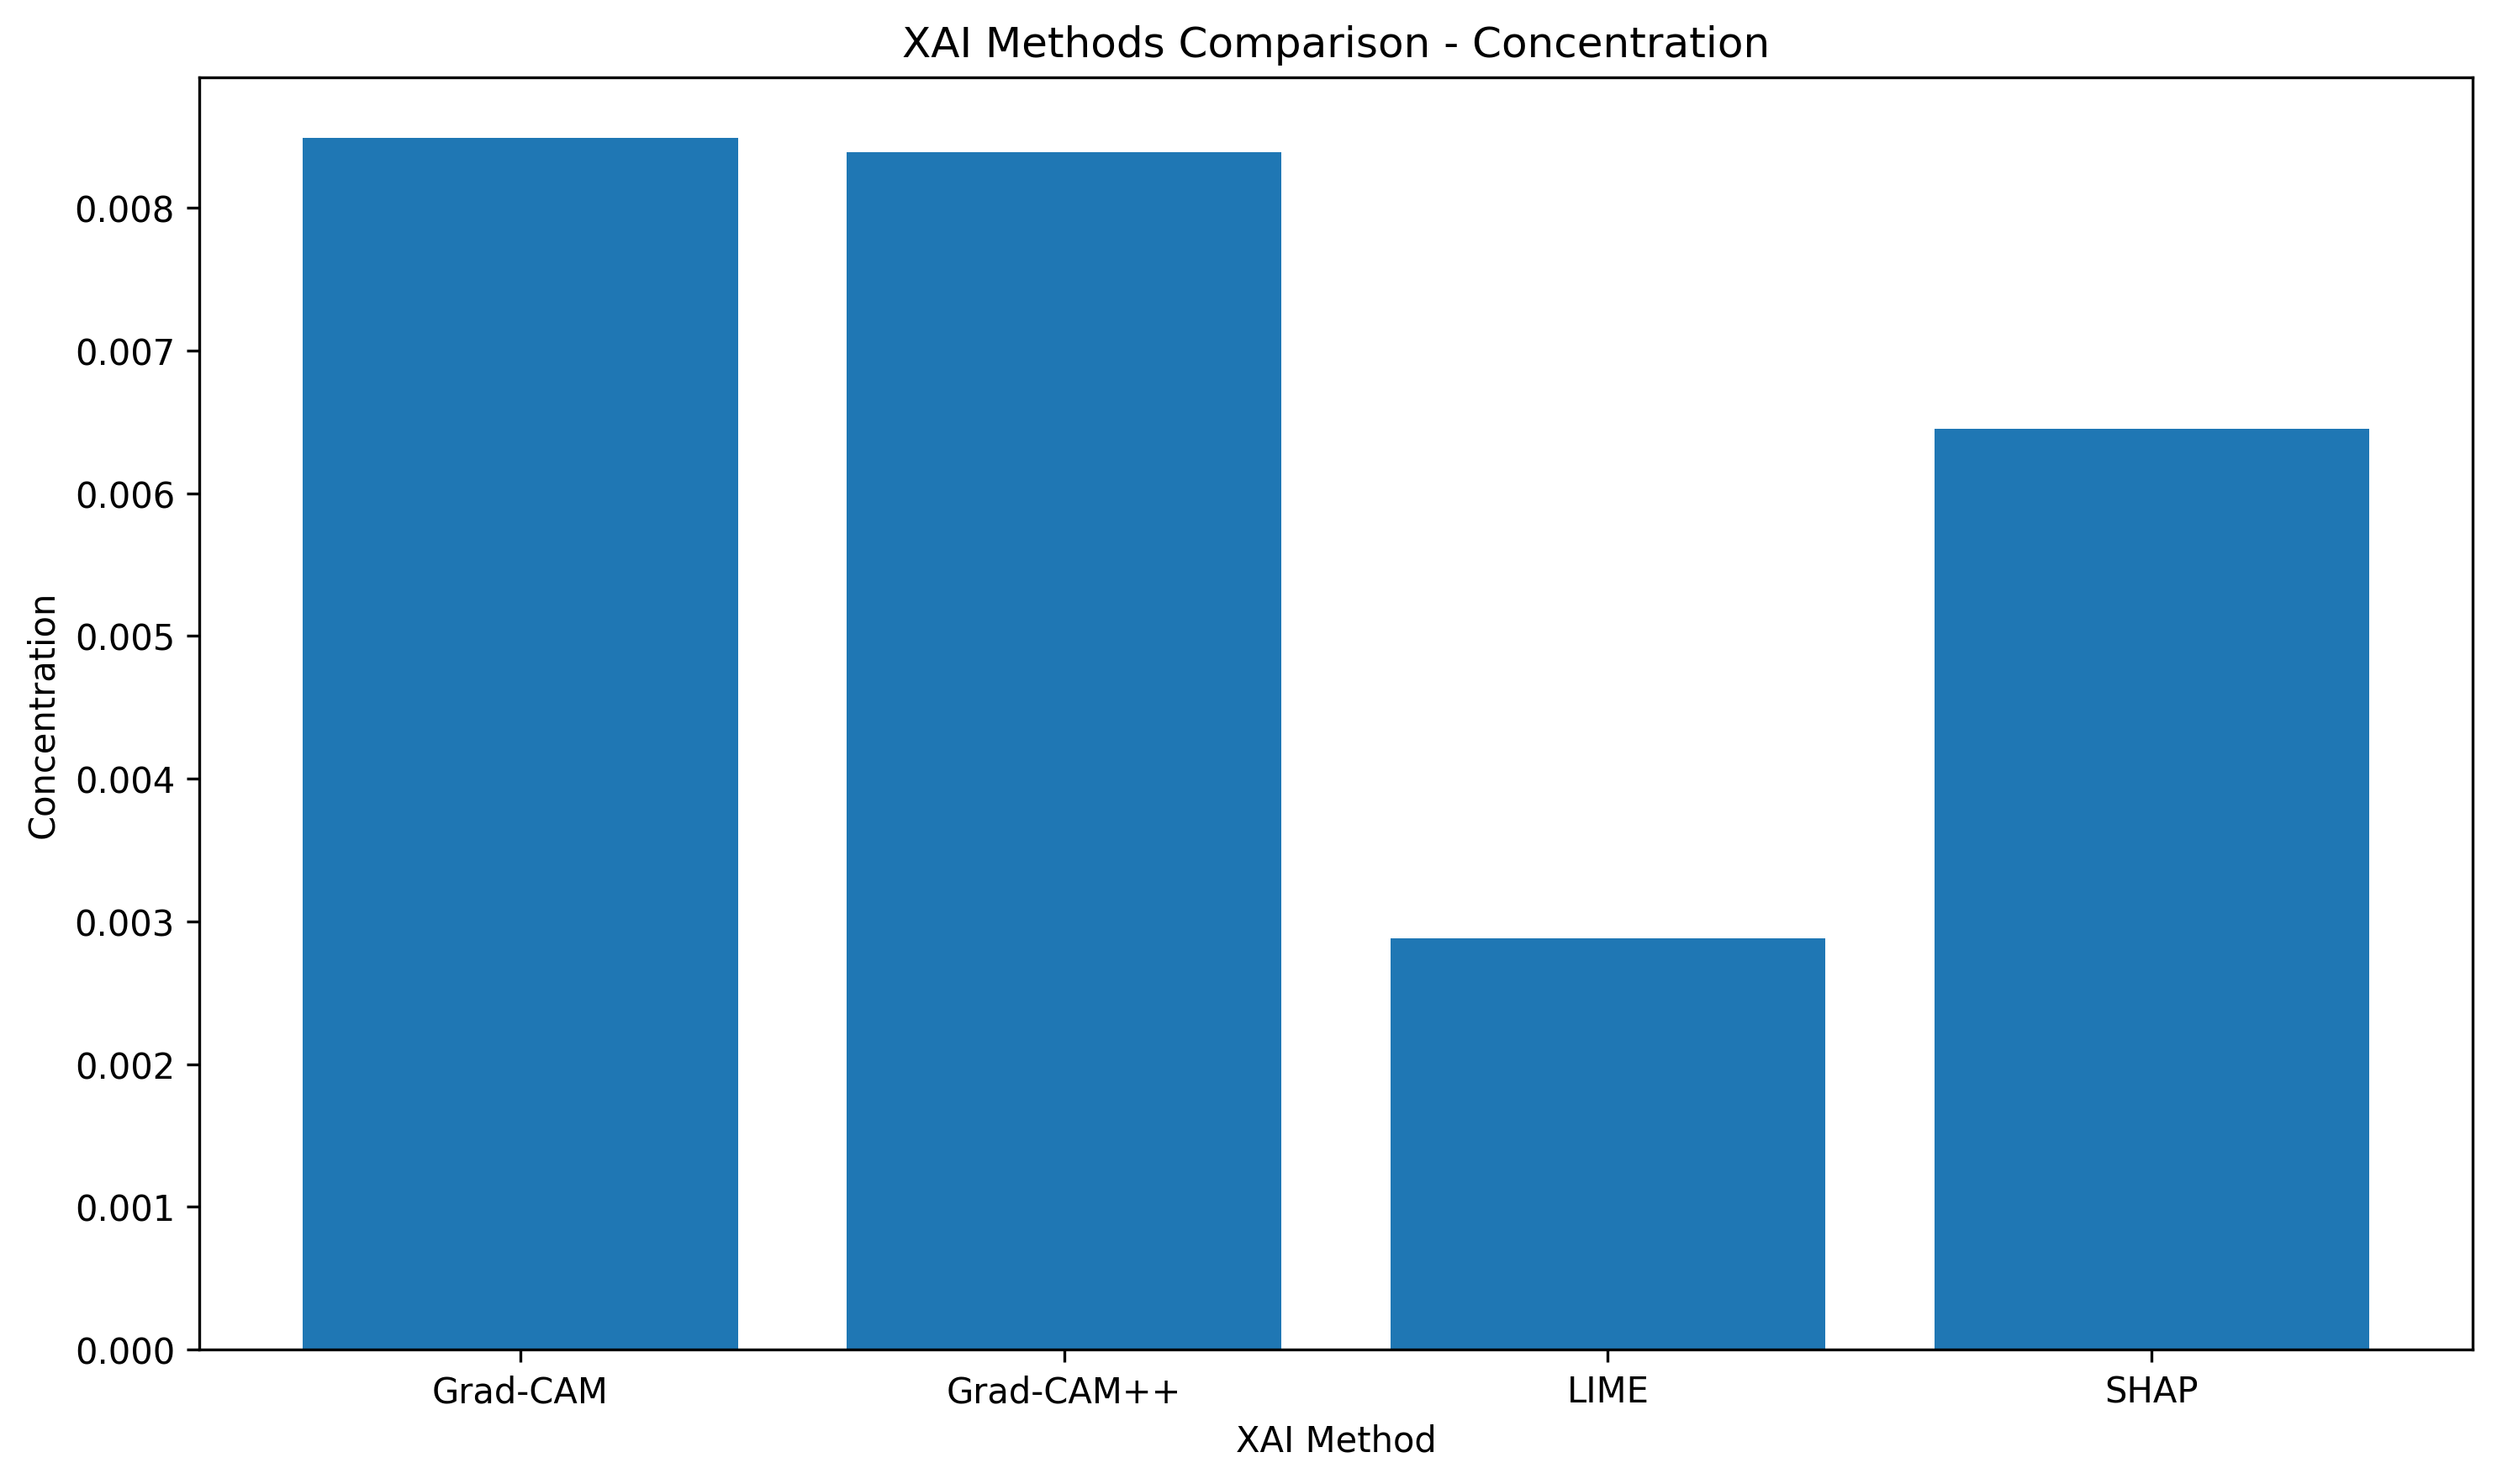 XAI Methods Comparison - Concentration
Concentration
0.008
0.007
0.006
0.005
0.004
0.003
0.002
0.001
0.000
Grad-CAM Grad-CAM++ LIME SHAP
XAI Method